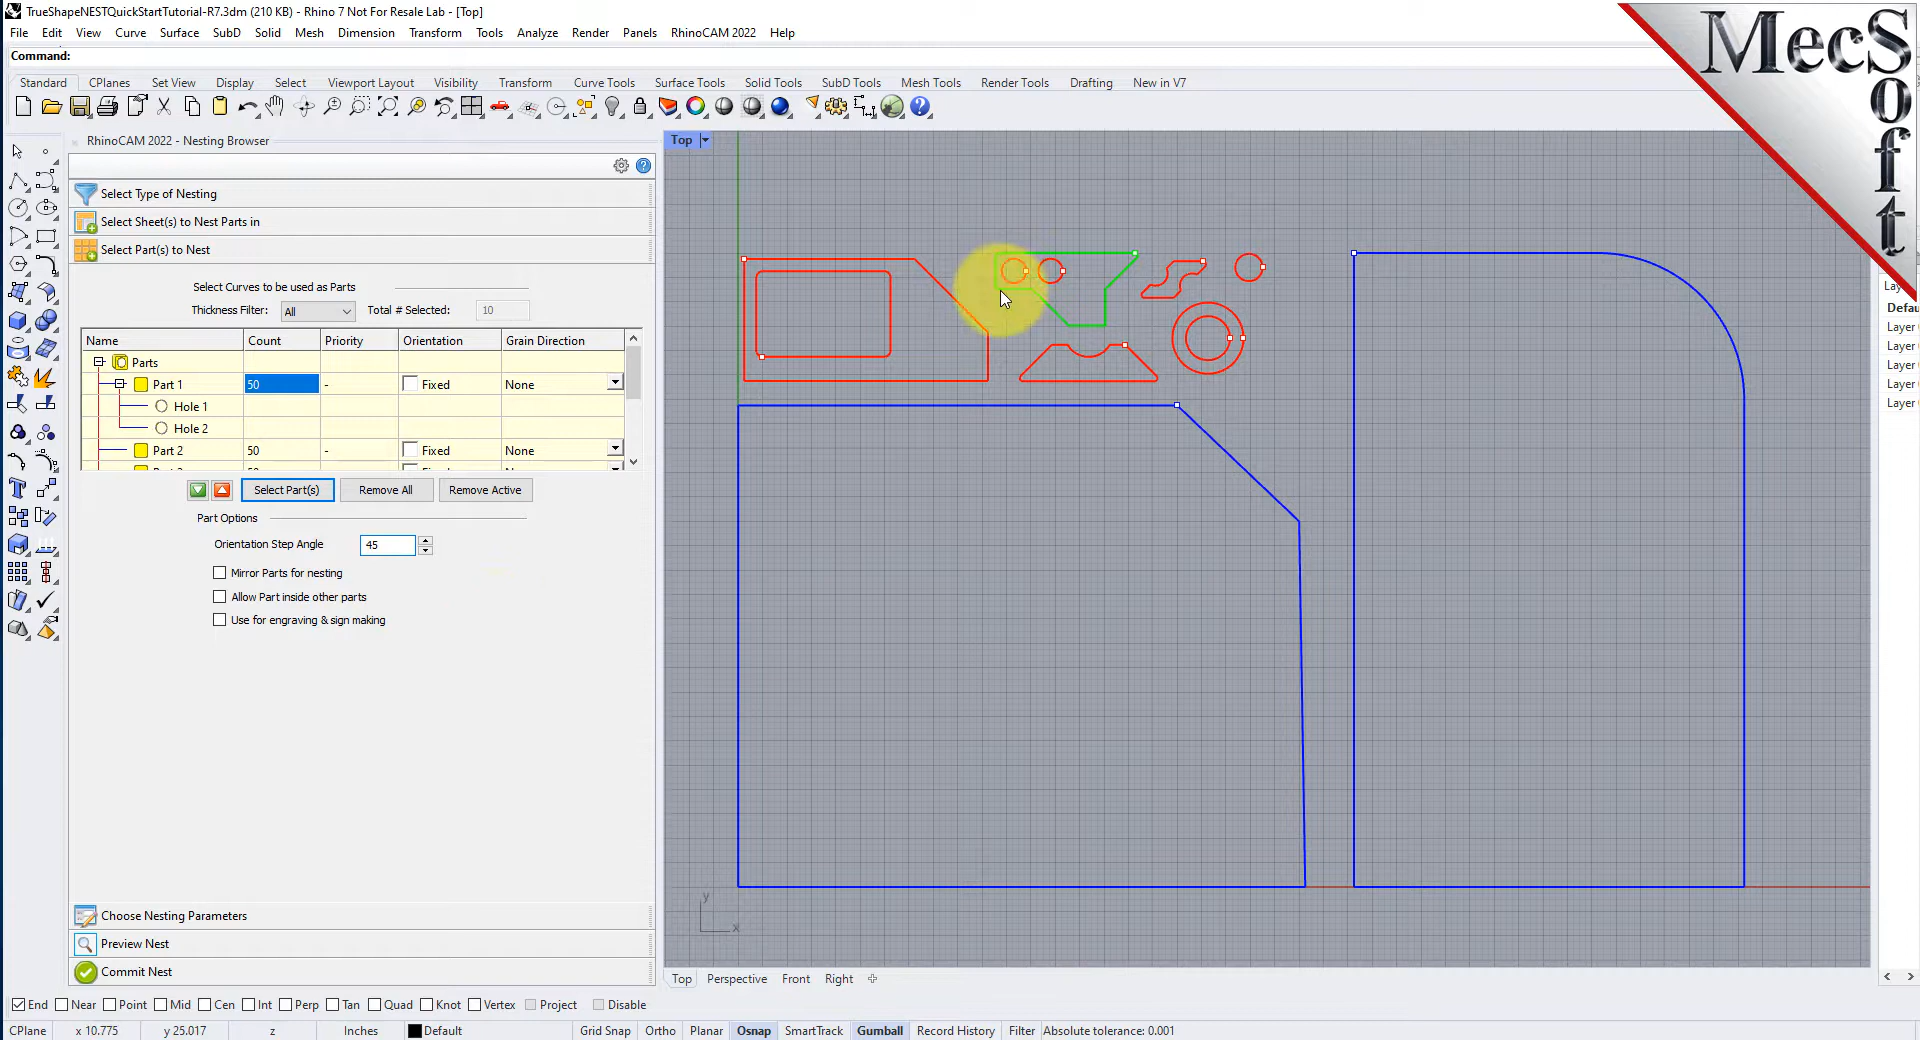 TrueShapeNESTQuickStartTutorial-R7.3dm (210 KB) - Rhino 7 Not For Resale Lab - [Top]
File Edit View Curve Surface SubD Solid Mesh Dimension Transform Tools Analyze Render Panels RhinoCAM 2022 Help
Command:
Standard CPlanes Set View Display Select Viewport Layout Visibility Transform Curve Tools Surface Tools Solid Tools SubD Tools Mesh Tools Render Tools Drafting New in V7
MecSoft
RhinoCAM 2022 - Nesting Browser
Top
Select Type of Nesting
Select Sheet(s) to Nest Parts in
Select Part(s) to Nest
Select Curves to be used as Parts
Thickness Filter: All Total # Selected: 10
Name Count Priority Orientation Grain Direction
Parts
Part 1 50 - Fixed None
Hole 1
Hole 2
Part 2 50 - Fixed None
Select Part(s) Remove All Remove Active
Part Options
Orientation Step Angle 45
Mirror Parts for nesting
Allow Part inside other parts
Use for engraving & sign making
Defau
Layer
Layer
Layer
Layer
Layer
y
x
Choose Nesting Parameters
Preview Nest
Commit Nest
Top Perspective Front Right
End Near Point Mid Cen Int Perp Tan Quad Knot Vertex Project Disable
CPlane x 10.775 y 25.017 z Inches Default Grid Snap Ortho Planar Osnap SmartTrack Gumball Record History Filter Absolute tolerance: 0.001